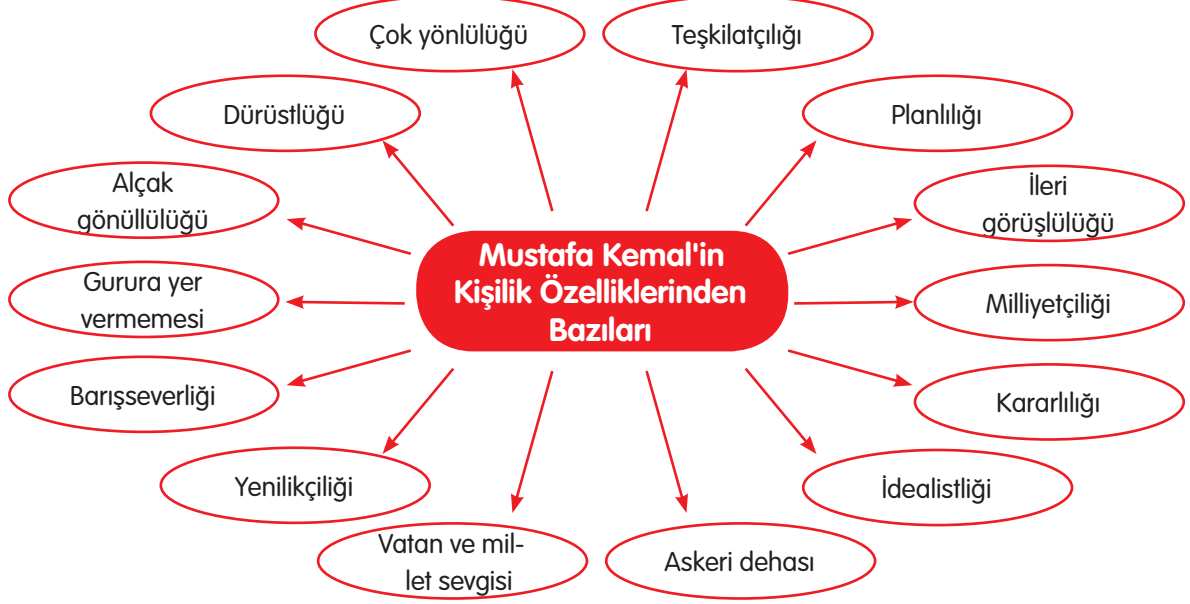 Çok yönlülüğü
Teşkilatçılığı
Dürüstlüğü
Planlılığı
Alçak
gönüllülüğü
İleri
görüşlülüğü
Mustafa Kemal'in
Kişilik Özelliklerinden
Bazıları
Gurura yer
vermemesi
Milliyetçiliği
Barışseverliği
Kararlılığı
Yenilikçiliği
İdealistliği
Vatan ve mil-
let sevgisi
Askeri dehası